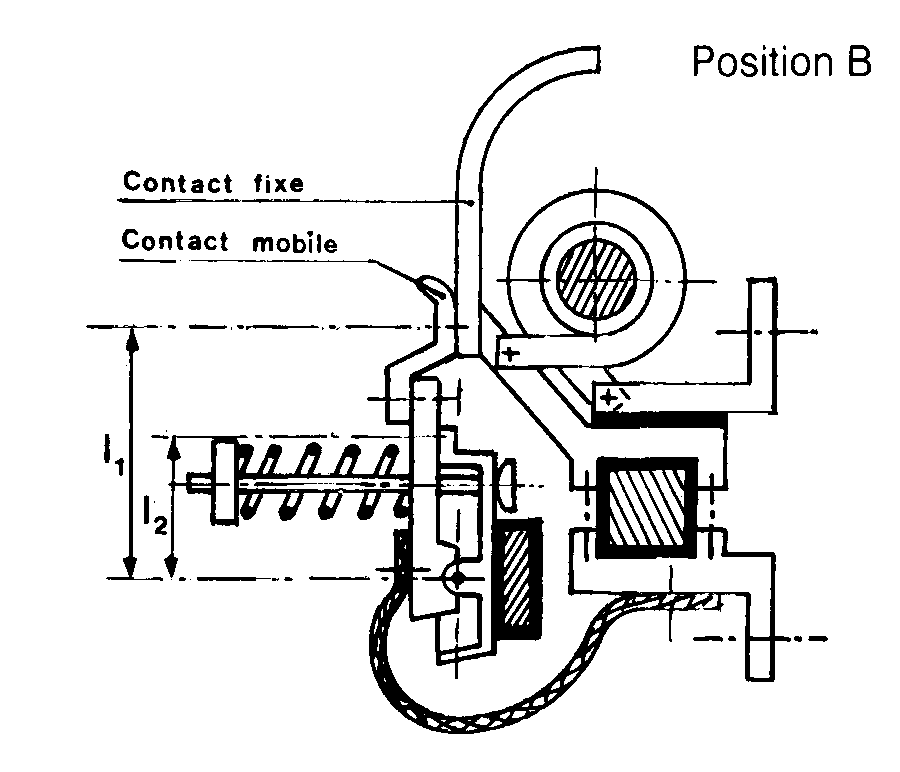 Position B
Contact fixe
Contact mobile
l1
l2